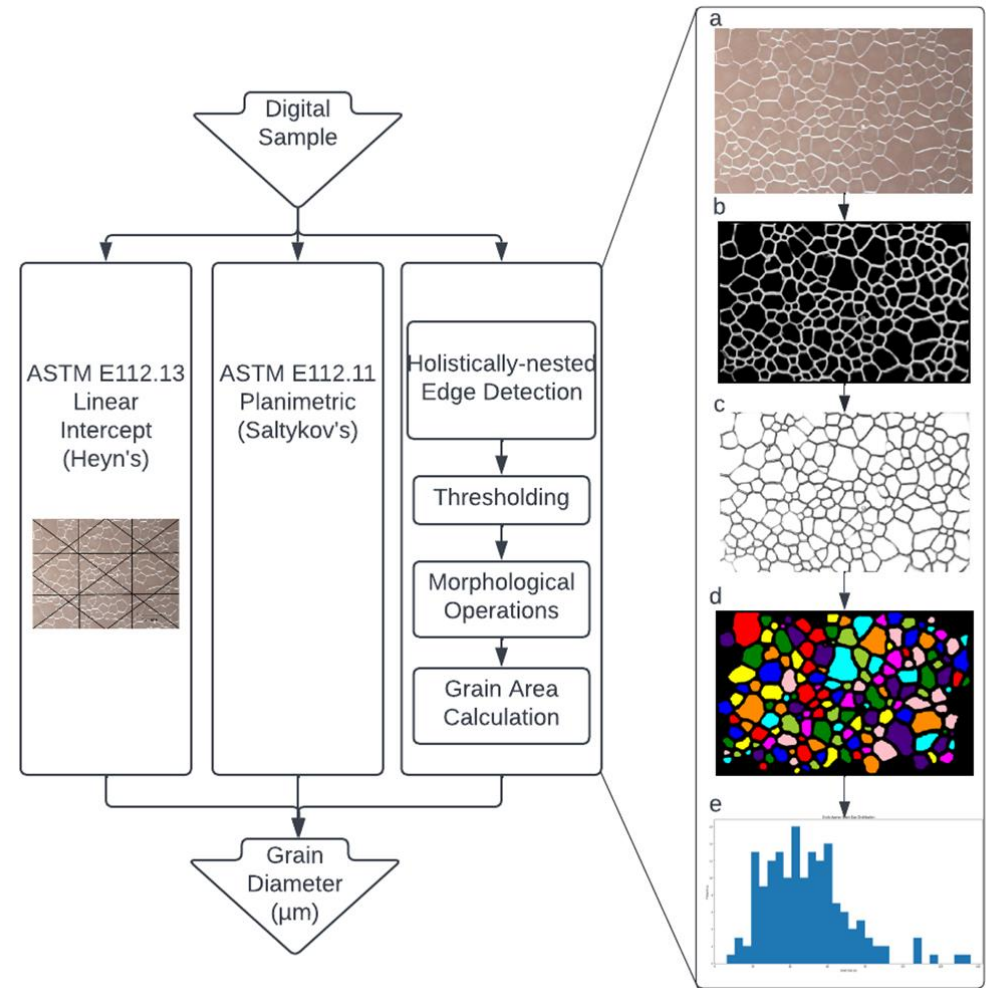 Digital
Sample
ASTM E112.13
Linear
Intercept
(Heyn's)
ASTM E112.11
Planimetric
(Saltykov's)
Holistically-nested
Edge Detection
Thresholding
Morphological
Operations
Grain Area
Calculation
Grain
Diameter
(µm)
a
b
c
d
e